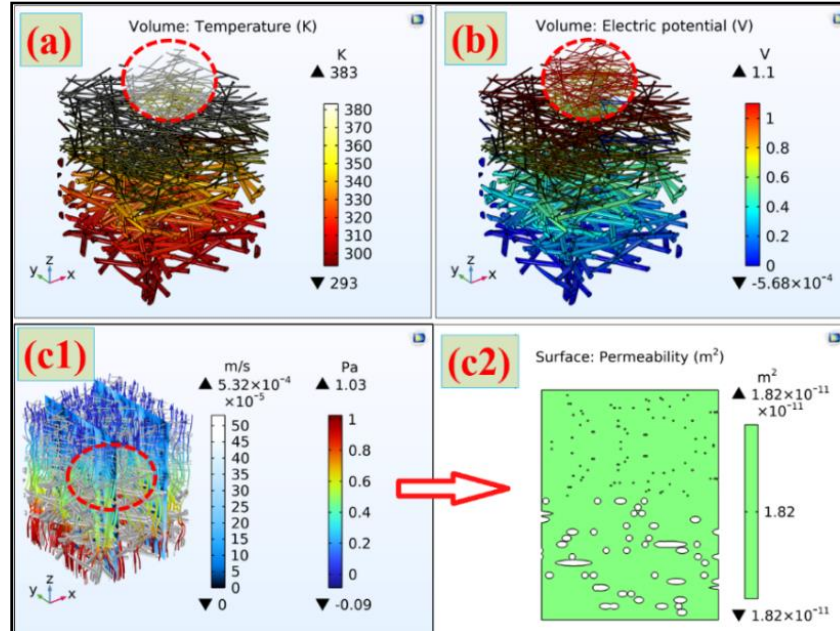 (a)
Volume: Temperature (K)
K
▲ 383
380
370
360
350
340
330
320
310
300
▼ 293
z
y
x
(b)
Volume: Electric potential (V)
V
▲ 1.1
1
0.8
0.6
0.4
0.2
0
▼ -5.68×10⁻⁴
z
y
x
(c1)
m/s
▲ 5.32×10⁻⁴
×10⁻⁵
50
45
40
35
30
25
20
15
10
5
0
▼ 0
Pa
▲ 1.03
1
0.8
0.6
0.4
0.2
0
▼ -0.09
z
y
x
(c2)
Surface: Permeability (m²)
m²
▲ 1.82×10⁻¹¹
×10⁻¹¹
1.82
▼ 1.82×10⁻¹¹